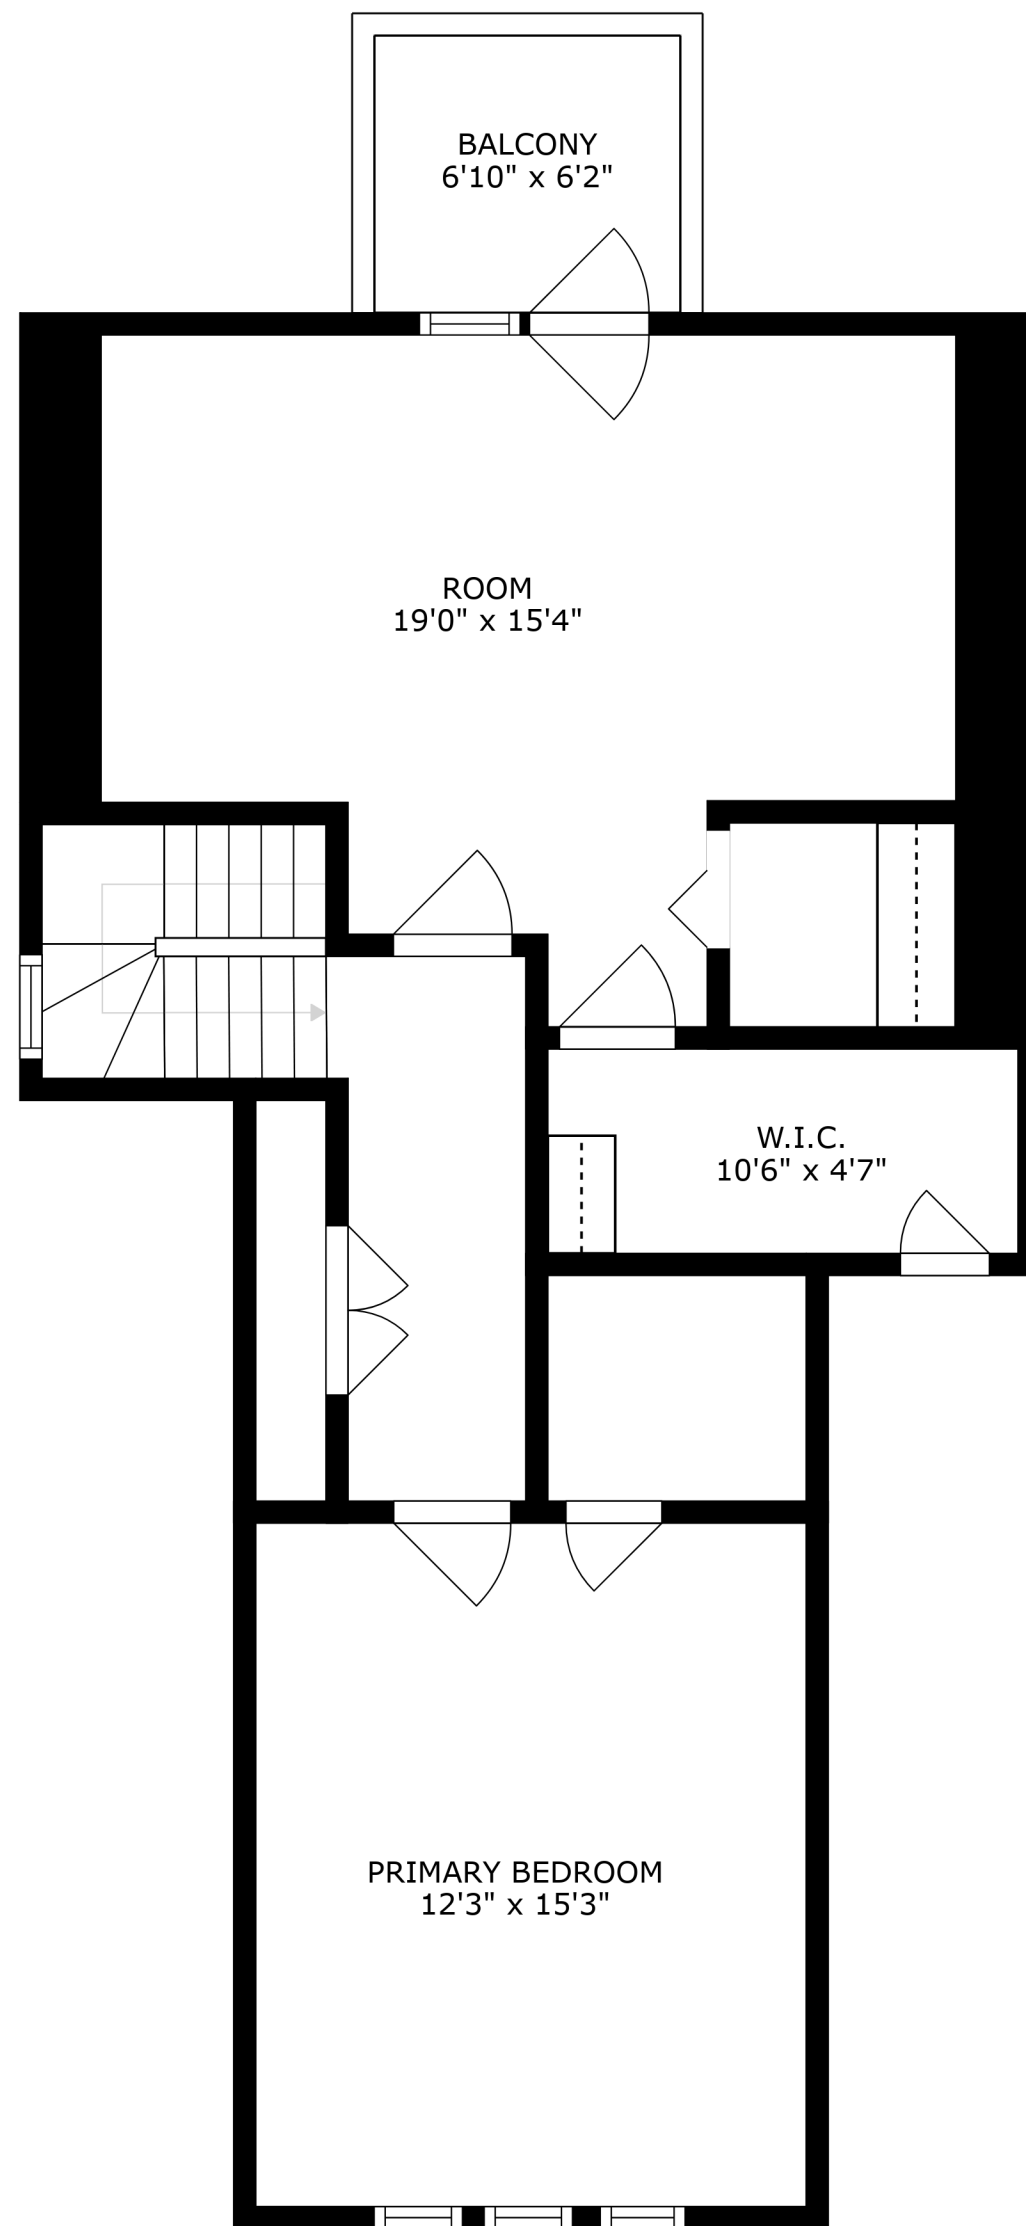 BALCONY
6'10" x 6'2"
ROOM
19'0" x 15'4"
W.I.C.
10'6" x 4'7"
PRIMARY BEDROOM
12'3" x 15'3"